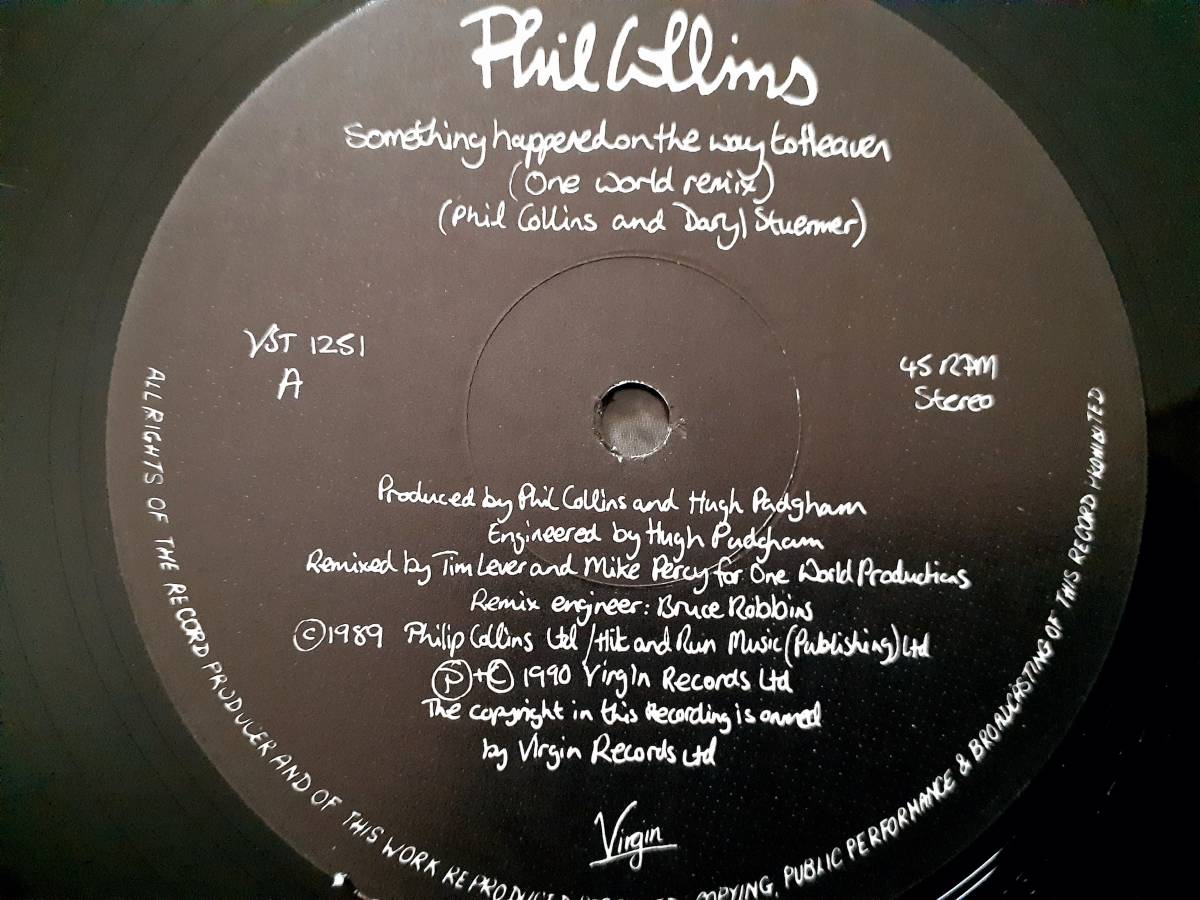 Phil Collins
Something happened on the way to Heaven
(One world remix)
(Phil Collins and Daryl Stuermer)
VST 1251
A
45 RPM
Stereo
Produced by Phil Collins and Hugh Padgham
Engineered by Hugh Padgham
Remixed by Tim Lever and Mike Percy for One World Productions
Remix engineer: Bruce Robbins
©1989 Philip Collins Ltd /Hit and Run Music (Publishing) Ltd
Ⓟ+© 1990 Virgin Records Ltd
The copyright in this Recording is owned
by Virgin Records Ltd
Virgin
ALL RIGHTS OF THE RECORD PRODUCER AND OF THIS WORK REPRODUCED COPYING, PUBLIC PERFORMANCE & BROADCASTING OF THIS RECORD PROHIBITED